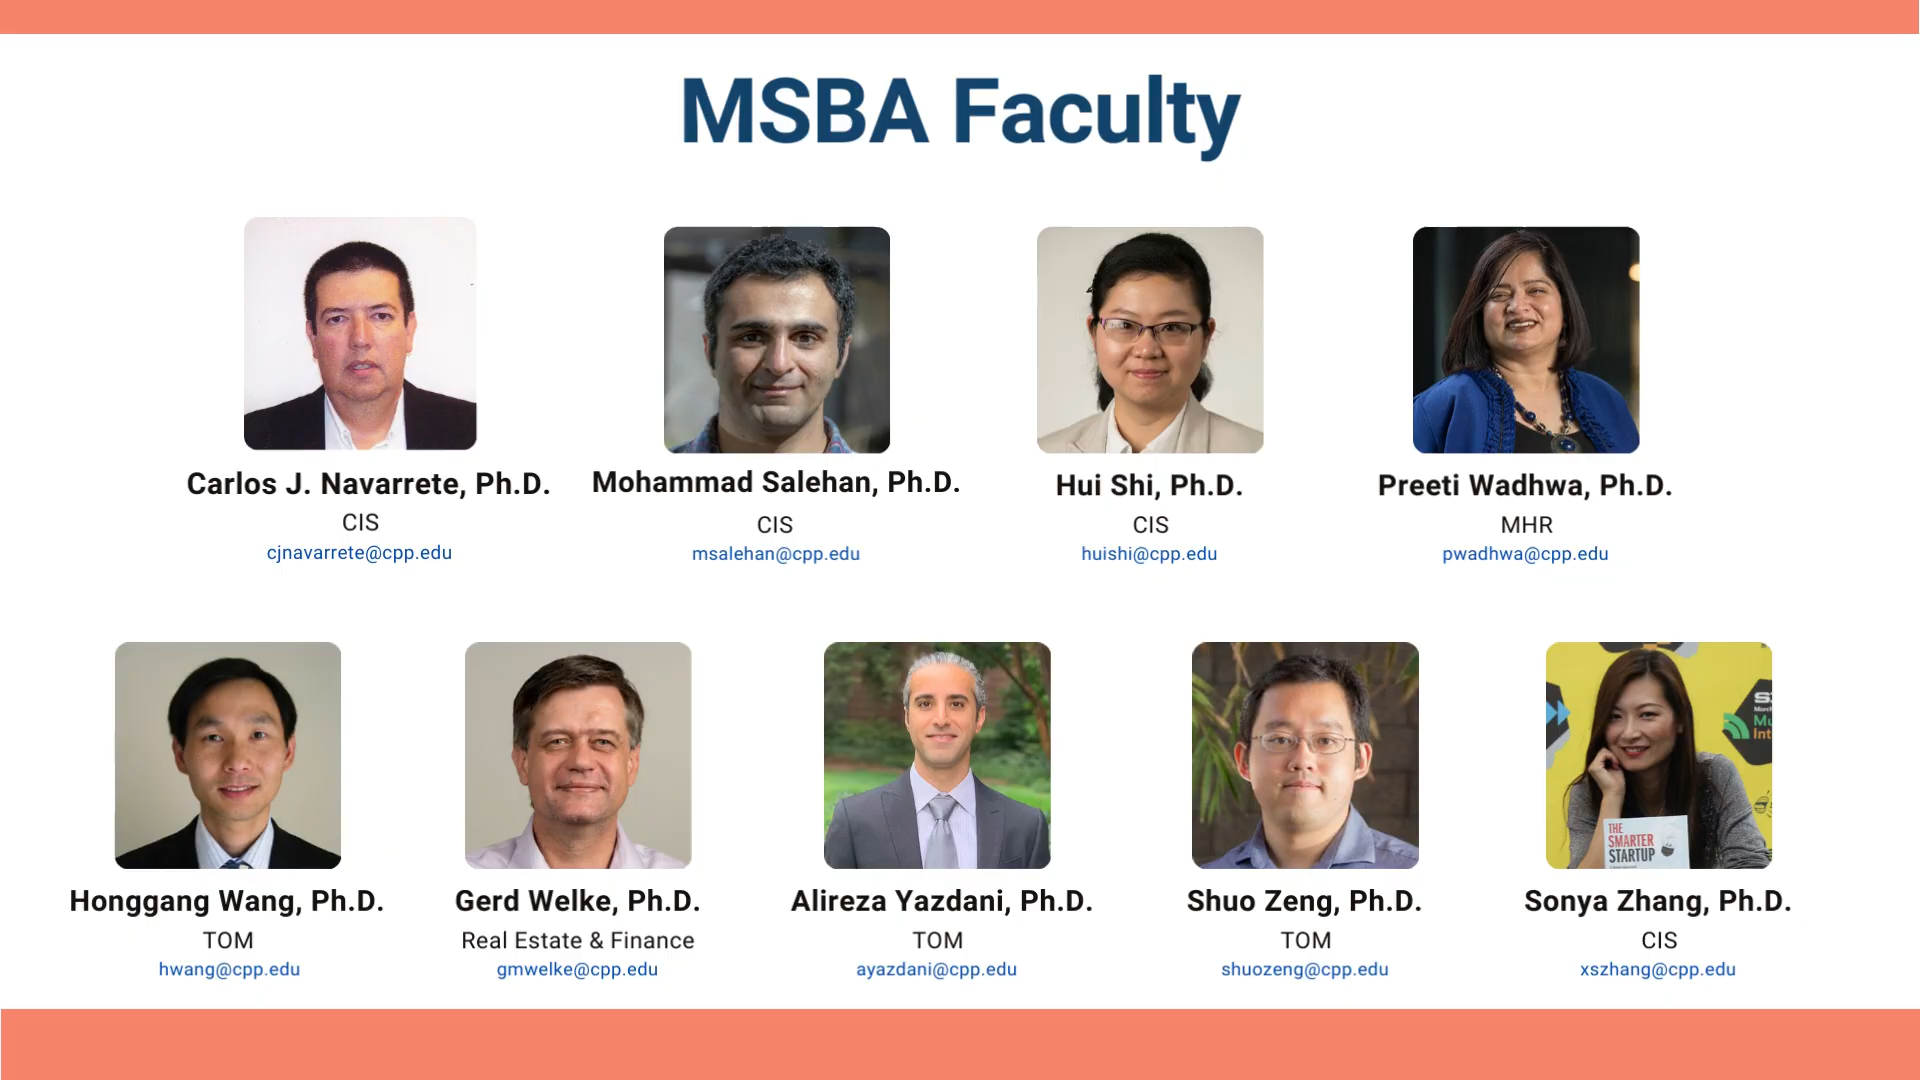 MSBA Faculty
Carlos J. Navarrete, Ph.D.
CIS
cjnavarrete@cpp.edu
Mohammad Salehan, Ph.D.
CIS
msalehan@cpp.edu
Hui Shi, Ph.D.
CIS
huishi@cpp.edu
Preeti Wadhwa, Ph.D.
MHR
pwadhwa@cpp.edu
Honggang Wang, Ph.D.
TOM
hwang@cpp.edu
Gerd Welke, Ph.D.
Real Estate & Finance
gmwelke@cpp.edu
Alireza Yazdani, Ph.D.
TOM
ayazdani@cpp.edu
Shuo Zeng, Ph.D.
TOM
shuozeng@cpp.edu
THE
SMARTER
STARTUP
Sonya Zhang, Ph.D.
CIS
xszhang@cpp.edu